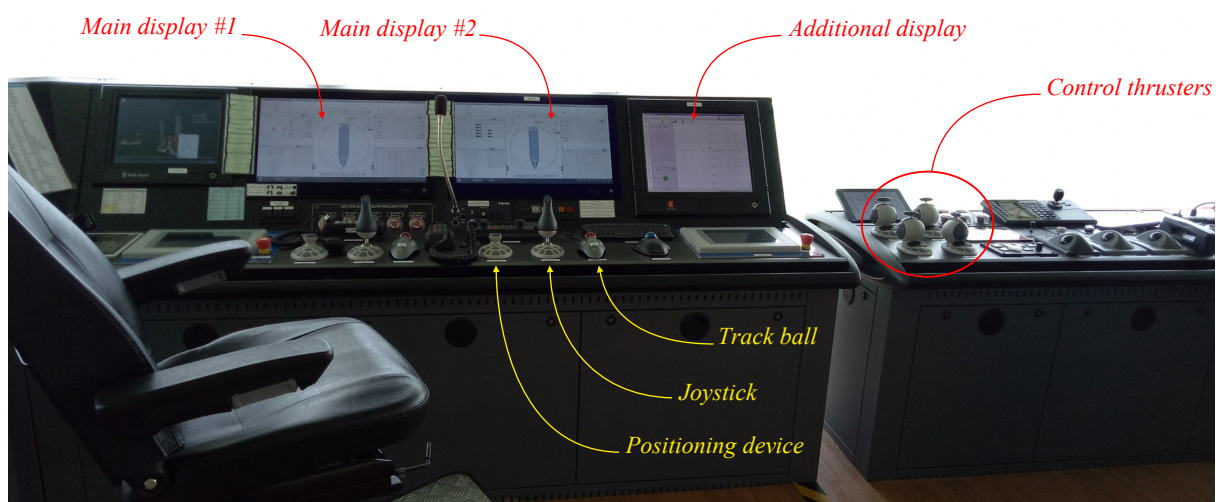 Main display #1
Main display #2
Additional display
Control thrusters
Track ball
Joystick
Positioning device